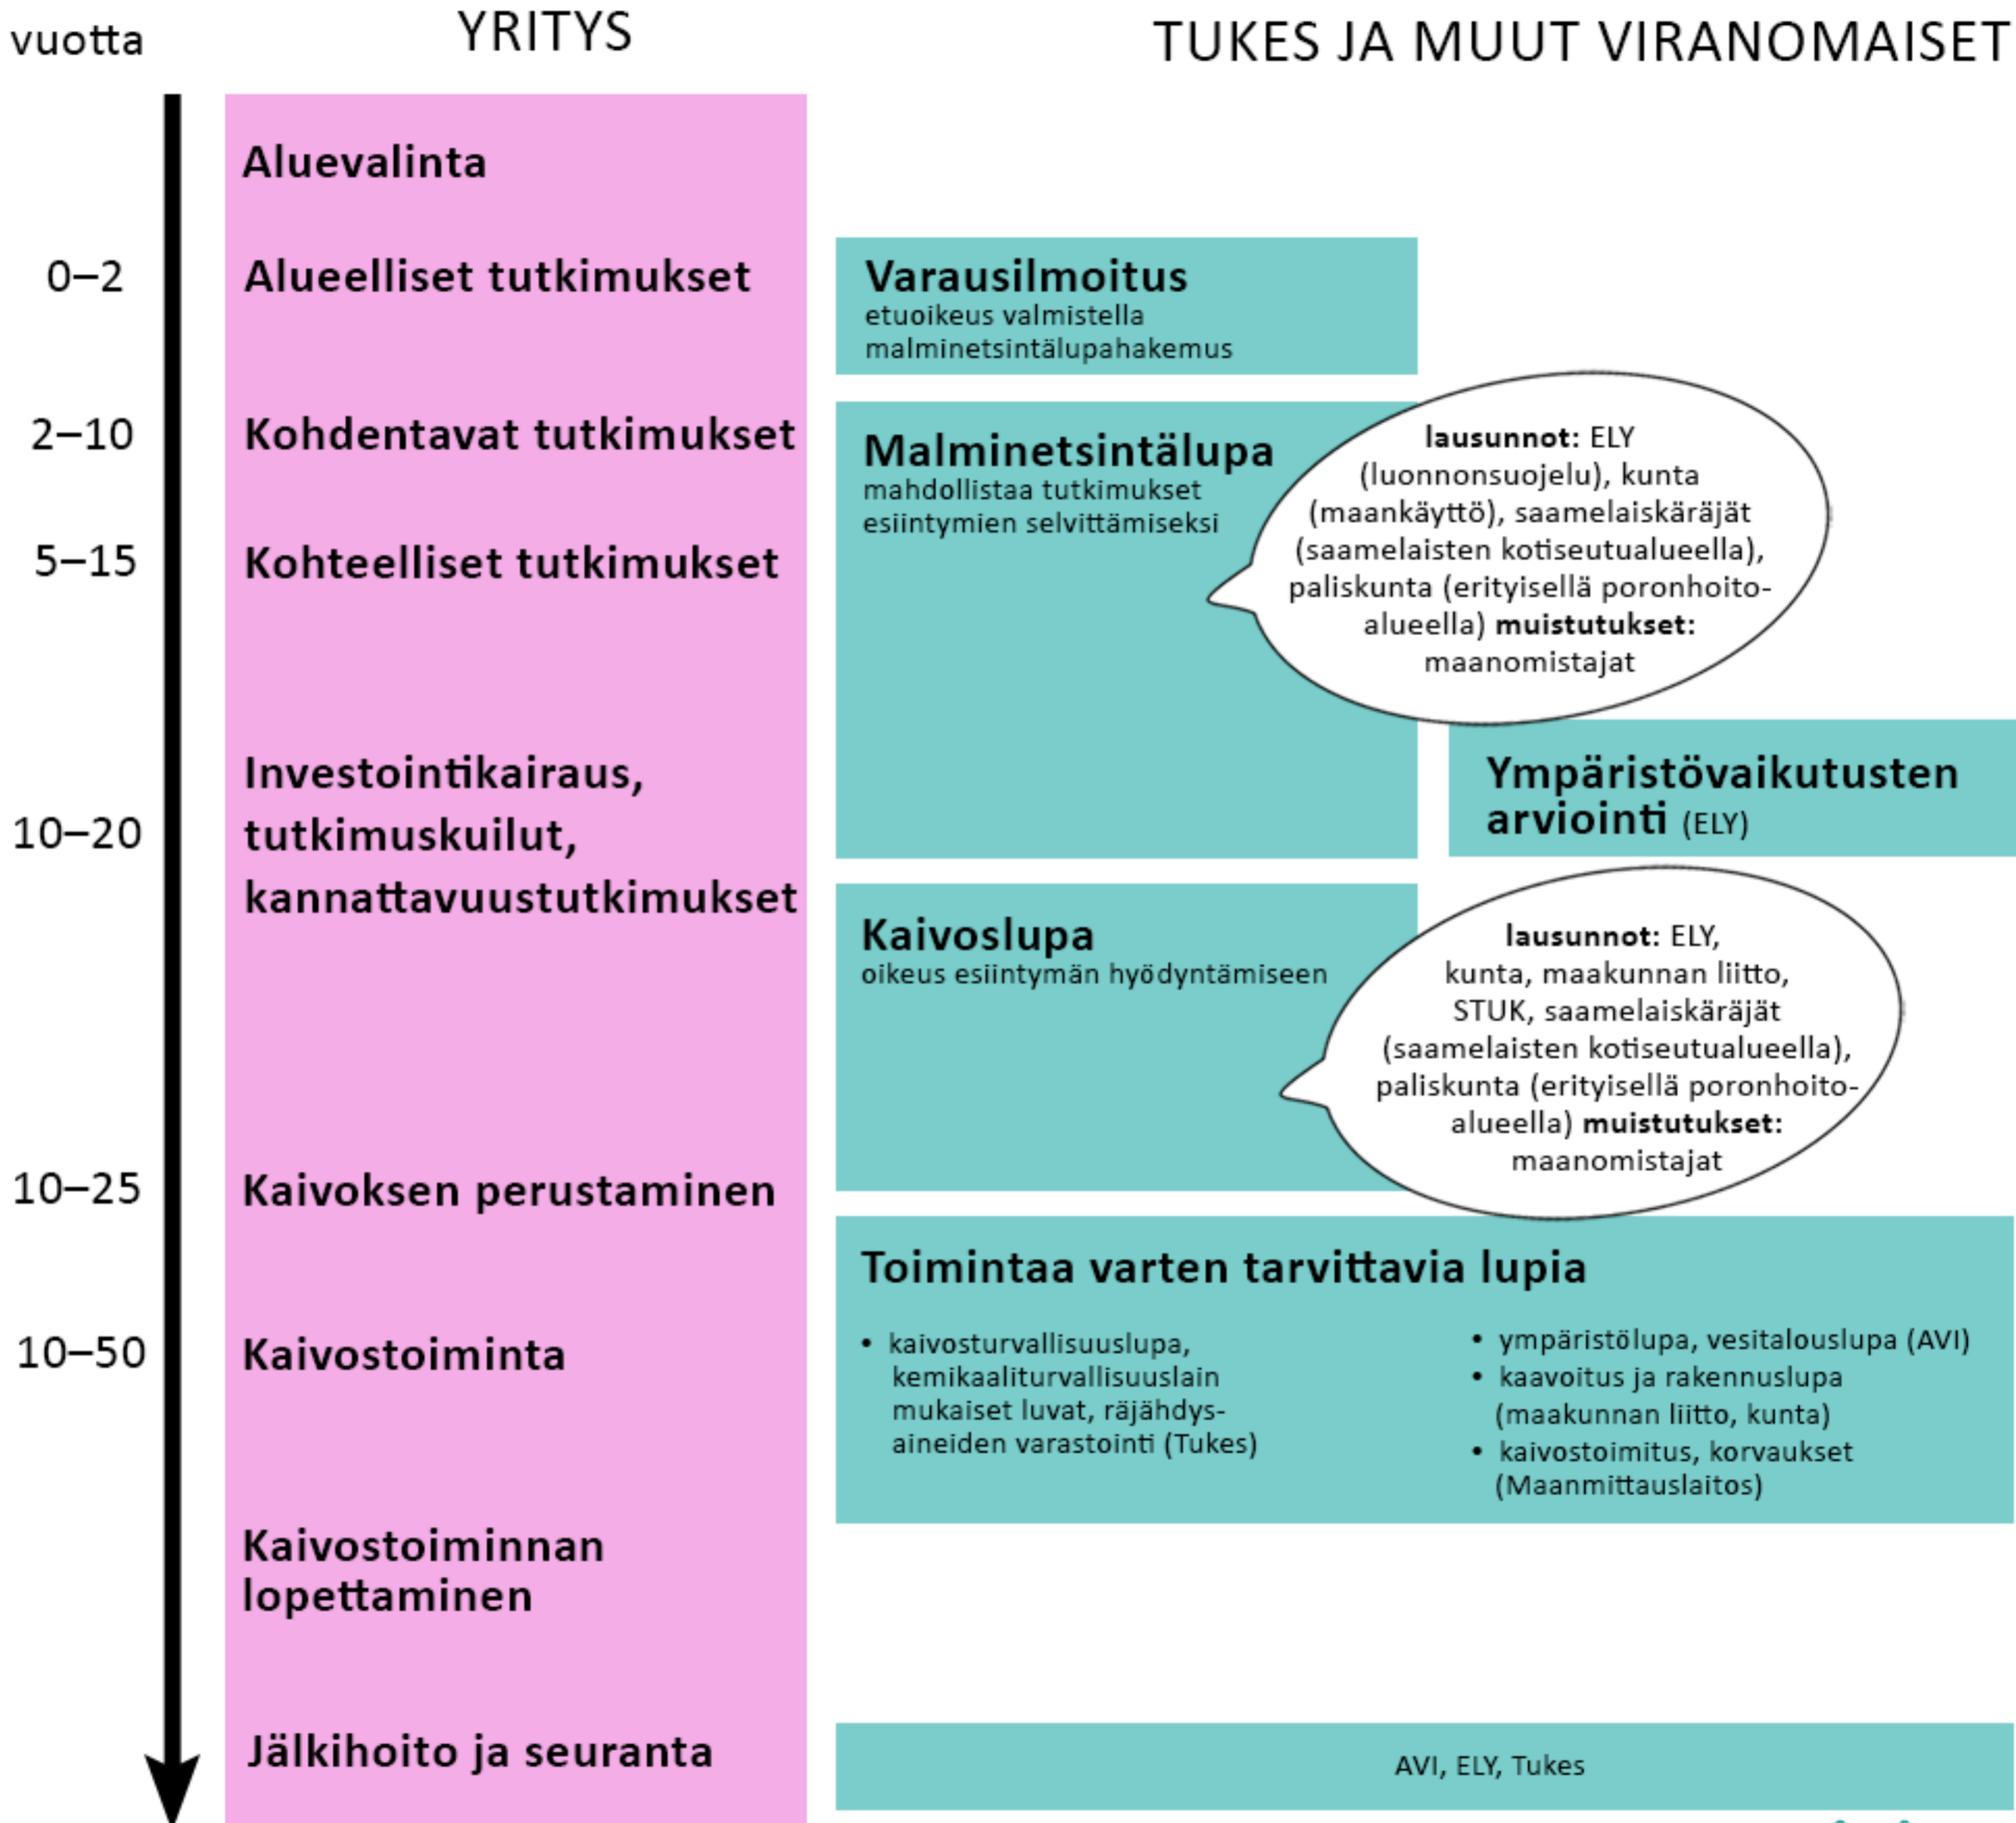 vuotta
YRITYS
TUKES JA MUUT VIRANOMAISET
Aluevalinta
0–2
Alueelliset tutkimukset
Varausilmoitus
etuoikeus valmistella
malminetsintälupahakemus
2–10
Kohdentavat tutkimukset
Malminetsintälupa
mahdollistaa tutkimukset
esiintymien selvittämiseksi
lausunnot: ELY
(luonnonsuojelu), kunta
(maankäyttö), saamelaiskäräjät
(saamelaisten kotiseutualueella),
paliskunta (erityisellä poronhoito-
alueella) muistutukset:
maanomistajat
5–15
Kohteelliset tutkimukset
10–20
Investointikairaus,
tutkimuskuilut,
kannattavuustutkimukset
Ympäristövaikutusten
arviointi (ELY)
Kaivoslupa
oikeus esiintymän hyödyntämiseen
lausunnot: ELY,
kunta, maakunnan liitto,
STUK, saamelaiskäräjät
(saamelaisten kotiseutualueella),
paliskunta (erityisellä poronhoito-
alueella) muistutukset:
maanomistajat
10–25
Kaivoksen perustaminen
Toimintaa varten tarvittavia lupia
10–50
Kaivostoiminta
• kaivosturvallisuuslupa,
kemikaaliturvallisuuslain
mukaiset luvat, räjähdys-
aineiden varastointi (Tukes)
• ympäristölupa, vesitalouslupa (AVI)
• kaavoitus ja rakennuslupa
(maakunnan liitto, kunta)
• kaivostoimitus, korvaukset
(Maanmittauslaitos)
Kaivostoiminnan
lopettaminen
Jälkihoito ja seuranta
AVI, ELY, Tukes